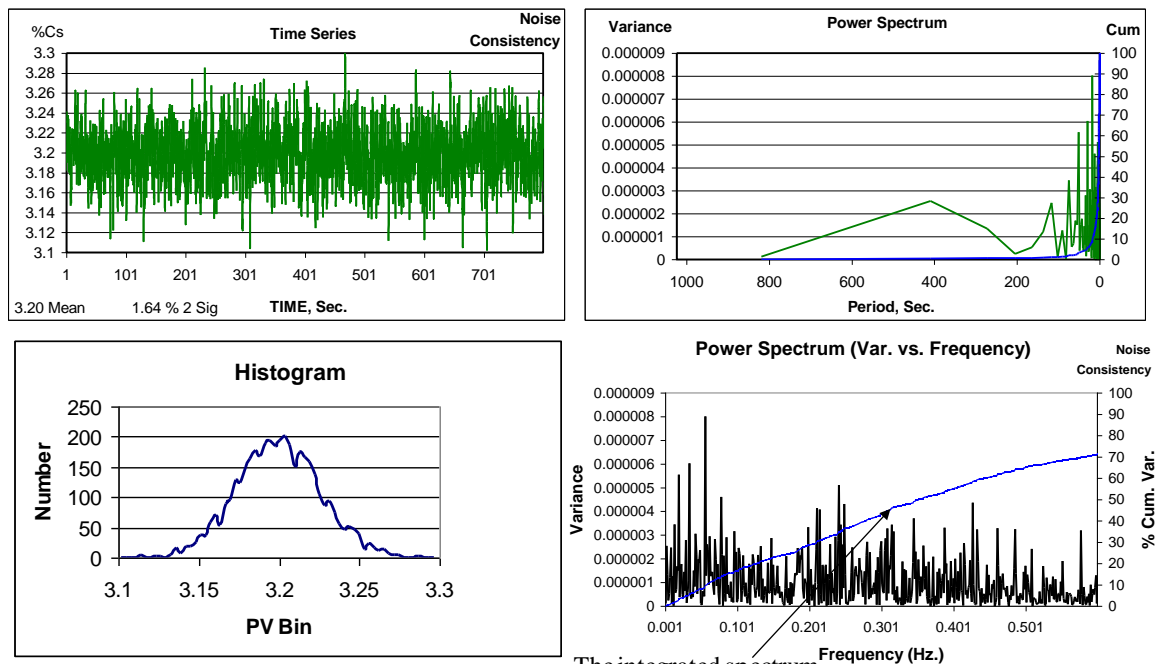 %Cs
Time Series
Noise
Consistency
3.3
3.28
3.26
3.24
3.22
3.2
3.18
3.16
3.14
3.12
3.1
1 101 201 301 401 501 601 701
3.20 Mean 1.64 % 2 Sig TIME, Sec.
Variance
Power Spectrum
Cum
0.000009
0.000008
0.000007
0.000006
0.000005
0.000004
0.000003
0.000002
0.000001
0
100
90
80
70
60
50
40
30
20
10
0
1000 800 600 400 200 0
Period, Sec.
Histogram
Number
250
200
150
100
50
0
3.1 3.15 3.2 3.25 3.3
PV Bin
Power Spectrum (Var. vs. Frequency)
Noise
Consistency
Variance
0.000009
0.000008
0.000007
0.000006
0.000005
0.000004
0.000003
0.000002
0.000001
0
100
90
80
70
60
50
40
30
20
10
0
% Cum. Var.
0.001 0.101 0.201 0.301 0.401 0.501
Frequency (Hz.)
The integrated spectrum